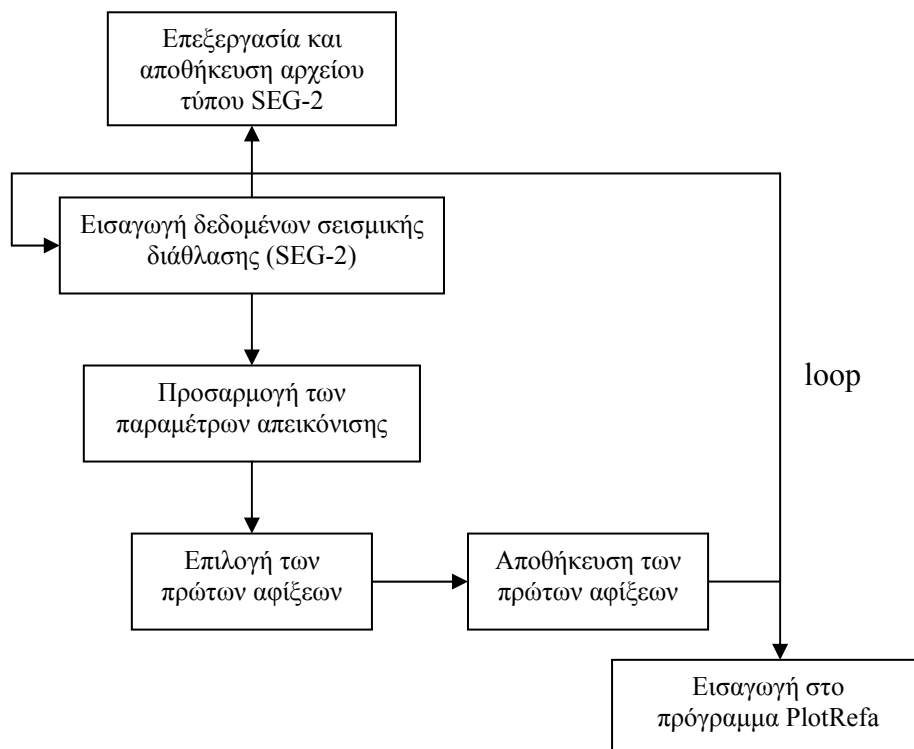 Επεξεργασία και
αποθήκευση αρχείου
τύπου SEG-2
Εισαγωγή δεδομένων σεισμικής
διάθλασης (SEG-2)
Προσαρμογή των
παραμέτρων απεικόνισης
loop
Επιλογή των
πρώτων αφίξεων
Αποθήκευση των
πρώτων αφίξεων
Εισαγωγή στο
πρόγραμμα PlotRefa